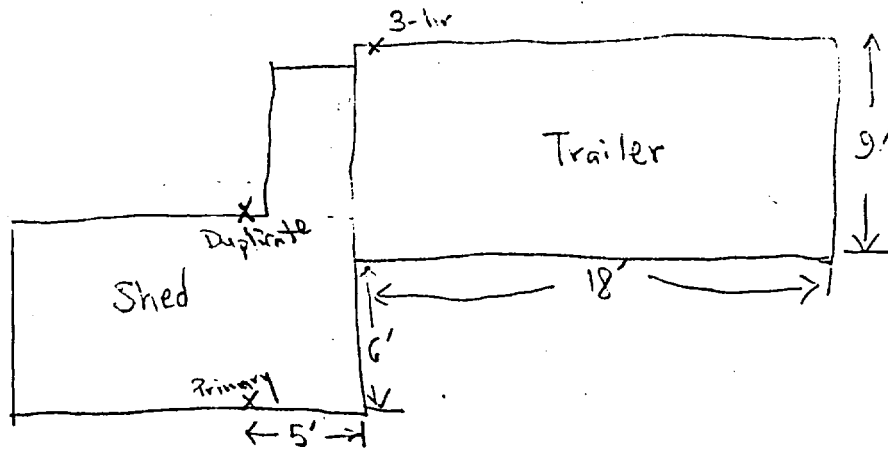 3-hr
Trailer
9'
Duplicate
Shed
18'
6'
Primary
5'